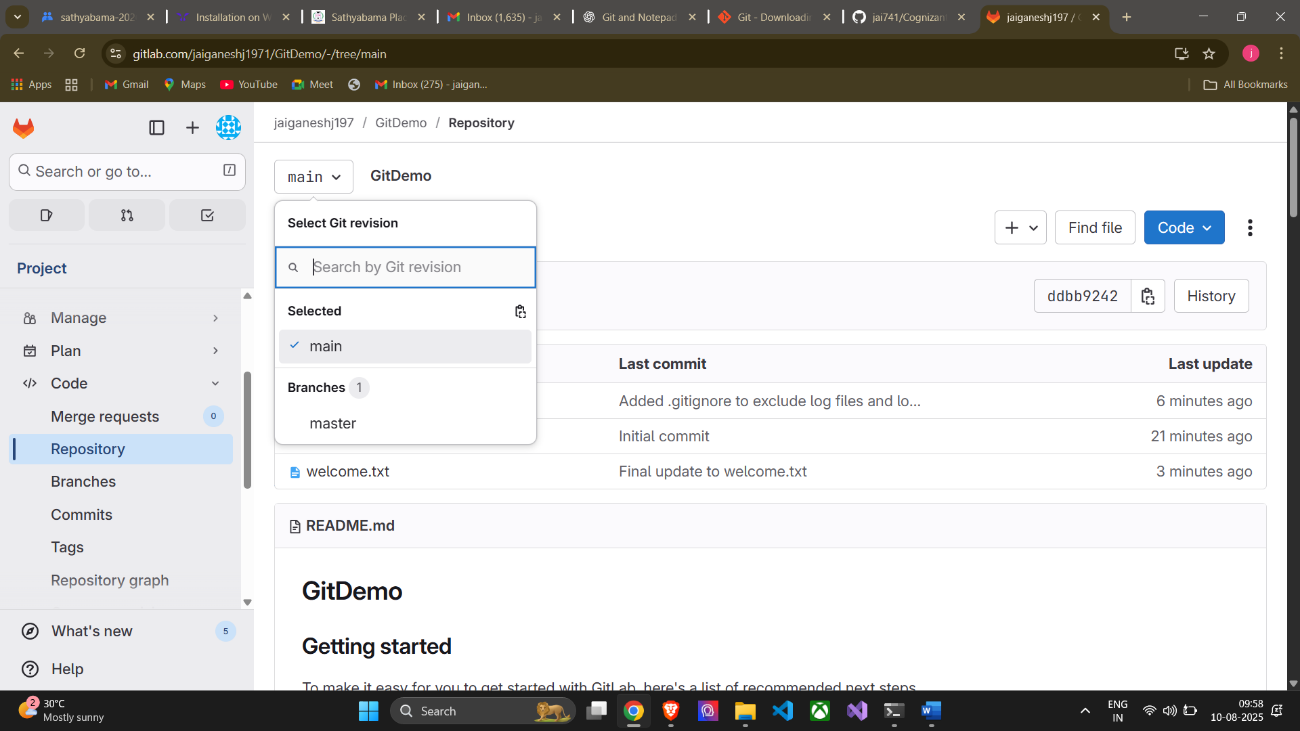 sathyabama-202
Installation on W
Sathyabama Plac
Inbox (1,635) - ja
Git and Notepad
Git - Downloadin
jai741/Cognizan
jaiganeshj197 / G
gitlab.com/jaiganeshj1971/GitDemo/-/tree/main
j
Apps
Gmail
Maps
YouTube
Meet
Inbox (275) - jaigan...
All Bookmarks
jaiganeshj197 / GitDemo / Repository
Search or go to...
/
Project
Manage
Plan
Code
Merge requests 0
Repository
Branches
Commits
Tags
Repository graph
What's new 5
Help
main
GitDemo
Select Git revision
Search by Git revision
Selected
main
Branches 1
master
Find file
Code
ddbb9242
History
Last commit
Last update
Added .gitignore to exclude log files and lo...
6 minutes ago
Initial commit
21 minutes ago
welcome.txt
Final update to welcome.txt
3 minutes ago
README.md
GitDemo
Getting started
To make it easy for you to get started with GitLab, here's a list of recommended next steps.
2
30°C
Mostly sunny
Search
ENG
IN
09:58
10-08-2025